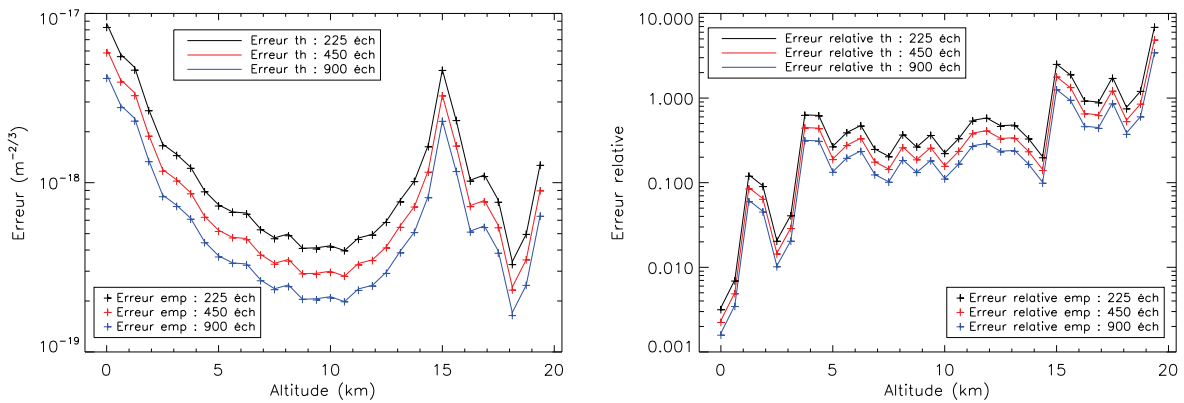 10⁻¹⁷
10⁻¹⁸
10⁻¹⁹
Erreur (m⁻²/³)
Erreur th : 225 éch
Erreur th : 450 éch
Erreur th : 900 éch
Erreur emp : 225 éch
Erreur emp : 450 éch
Erreur emp : 900 éch
0 5 10 15 20
Altitude (km)
10.000
1.000
0.100
0.010
0.001
Erreur relative
Erreur relative th : 225 éch
Erreur relative th : 450 éch
Erreur relative th : 900 éch
Erreur relative emp : 225 éch
Erreur relative emp : 450 éch
Erreur relative emp : 900 éch
0 5 10 15 20
Altitude (km)